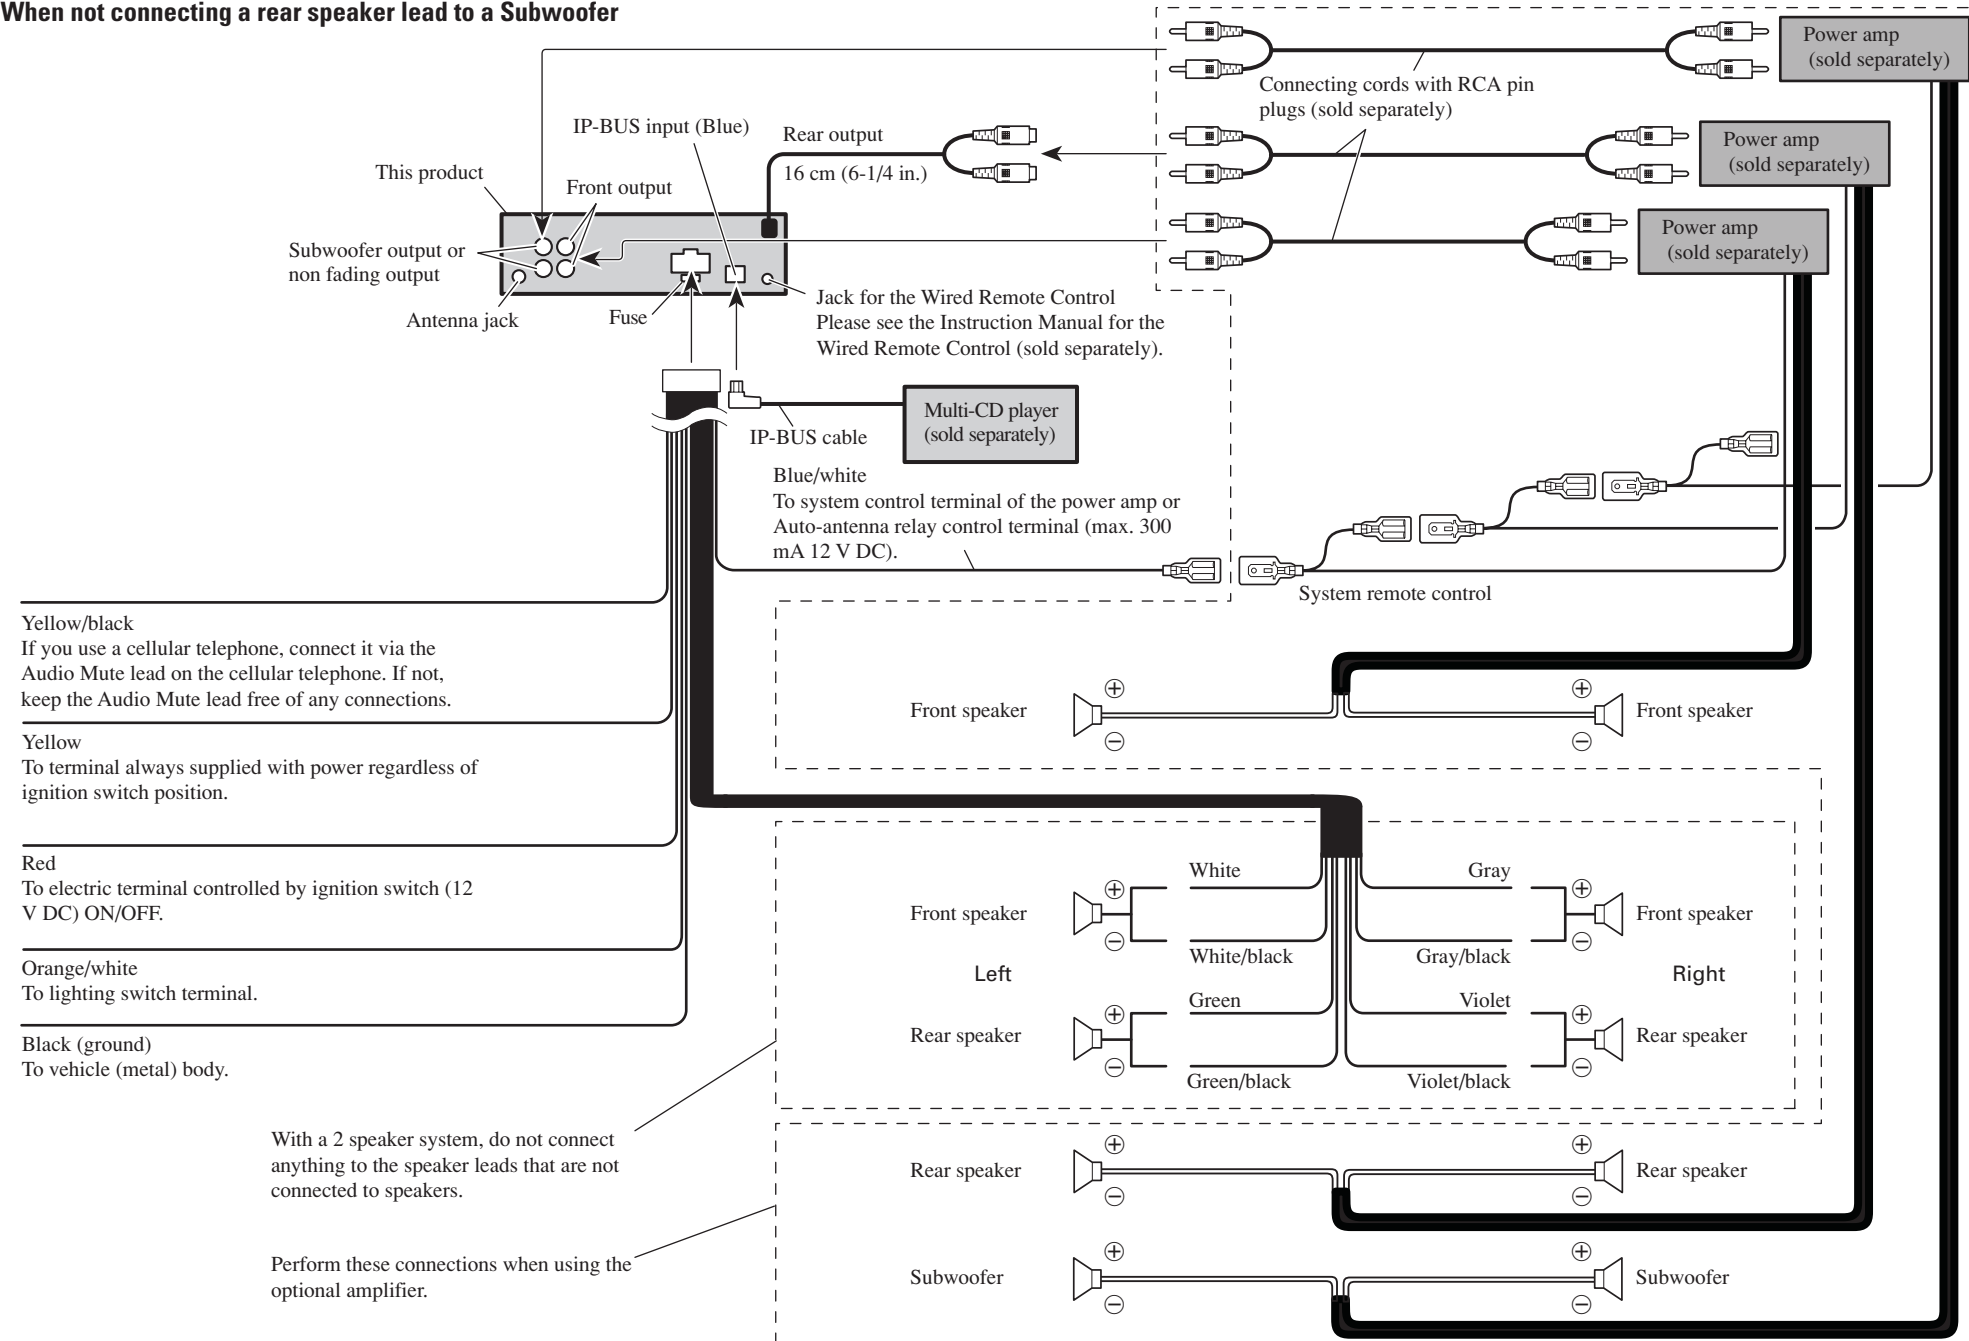 When not connecting a rear speaker lead to a Subwoofer
Power amp
(sold separately)
Connecting cords with RCA pin
plugs (sold separately)
IP-BUS input (Blue)
Rear output
16 cm (6-1/4 in.)
Power amp
(sold separately)
This product
Front output
Power amp
(sold separately)
Subwoofer output or
non fading output
Antenna jack
Fuse
Jack for the Wired Remote Control
Please see the Instruction Manual for the
Wired Remote Control (sold separately).
Multi-CD player
(sold separately)
IP-BUS cable
Blue/white
To system control terminal of the power amp or
Auto-antenna relay control terminal (max. 300
mA 12 V DC).
System remote control
Yellow/black
If you use a cellular telephone, connect it via the
Audio Mute lead on the cellular telephone. If not,
keep the Audio Mute lead free of any connections.
Yellow
To terminal always supplied with power regardless of
ignition switch position.
Red
To electric terminal controlled by ignition switch (12
V DC) ON/OFF.
Orange/white
To lighting switch terminal.
Black (ground)
To vehicle (metal) body.
Front speaker
+
−
+
−
Front speaker
White
Gray
Front speaker
+
−
+
−
Front speaker
White/black
Gray/black
Left
Right
Green
Violet
Rear speaker
+
−
+
−
Rear speaker
Green/black
Violet/black
With a 2 speaker system, do not connect
anything to the speaker leads that are not
connected to speakers.
Rear speaker
+
−
+
−
Rear speaker
Perform these connections when using the
optional amplifier.
Subwoofer
+
−
+
−
Subwoofer